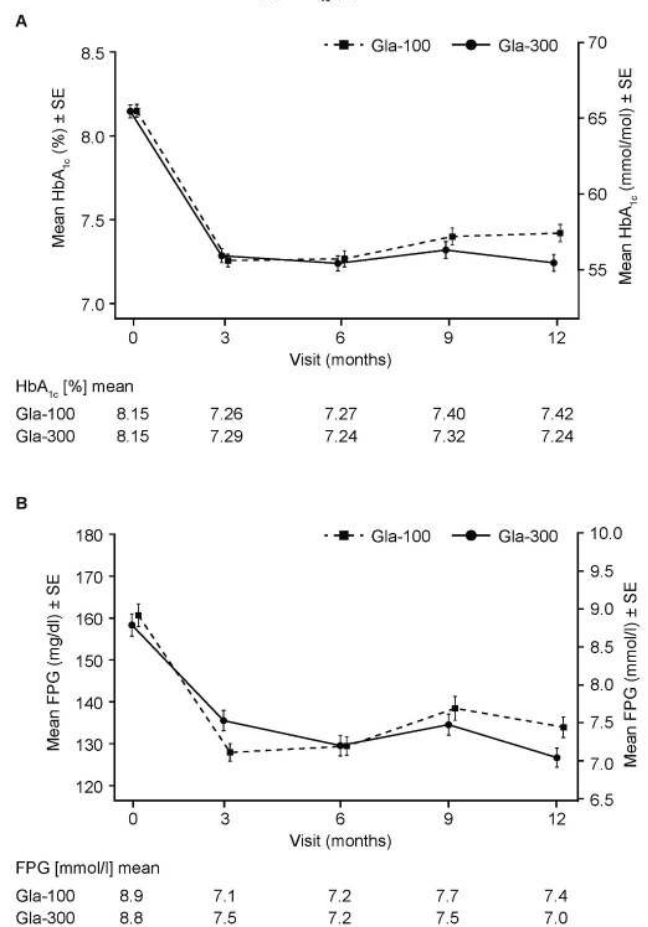 A
Gla-100 Gla-300
8.5
8.0
7.5
7.0
Mean HbA1c (%) ± SE
70
65
60
55
Mean HbA1c (mmol/mol) ± SE
0 3 6 9 12
Visit (months)
HbA1c [%] mean
Gla-100 8.15 7.26 7.27 7.40 7.42
Gla-300 8.15 7.29 7.24 7.32 7.24
B
Gla-100 Gla-300
180
170
160
150
140
130
120
Mean FPG (mg/dl) ± SE
10.0
9.5
9.0
8.5
8.0
7.5
7.0
6.5
Mean FPG (mmol/l) ± SE
0 3 6 9 12
Visit (months)
FPG [mmol/l] mean
Gla-100 8.9 7.1 7.2 7.7 7.4
Gla-300 8.8 7.5 7.2 7.5 7.0